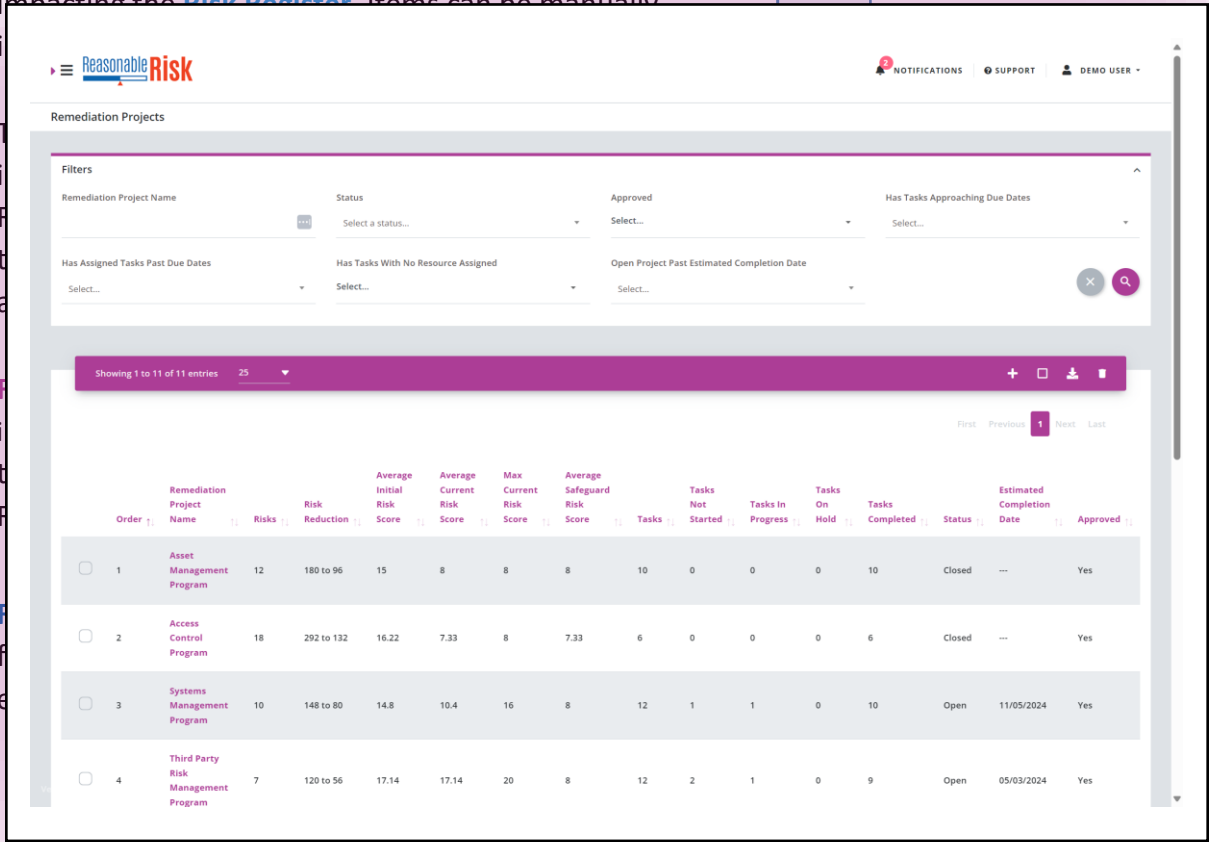 impacting the Risk Register. Items can be manually
Reasonable Risk
2 NOTIFICATIONS SUPPORT DEMO USER
Remediation Projects
Filters
Remediation Project Name Status Approved Has Tasks Approaching Due Dates
Select a status... Select... Select...
Has Assigned Tasks Past Due Dates Has Tasks With No Resource Assigned Open Project Past Estimated Completion Date
Select... Select... Select...
Showing 1 to 11 of 11 entries 25
First Previous 1 Next Last
Order Remediation Project Name Risks Risk Reduction Average Initial Risk Score Average Current Risk Score Max Current Risk Score Average Safeguard Risk Score Tasks Tasks Not Started Tasks In Progress Tasks On Hold Tasks Completed Status Estimated Completion Date Approved
1 Asset Management Program 12 180 to 96 15 8 8 8 10 0 0 0 10 Closed --- Yes
2 Access Control Program 18 292 to 132 16.22 7.33 8 7.33 6 0 0 0 6 Closed --- Yes
3 Systems Management Program 10 148 to 80 14.8 10.4 16 8 12 1 1 0 10 Open 11/05/2024 Yes
4 Third Party Risk Management Program 7 120 to 56 17.14 17.14 20 8 12 2 1 0 9 Open 05/03/2024 Yes